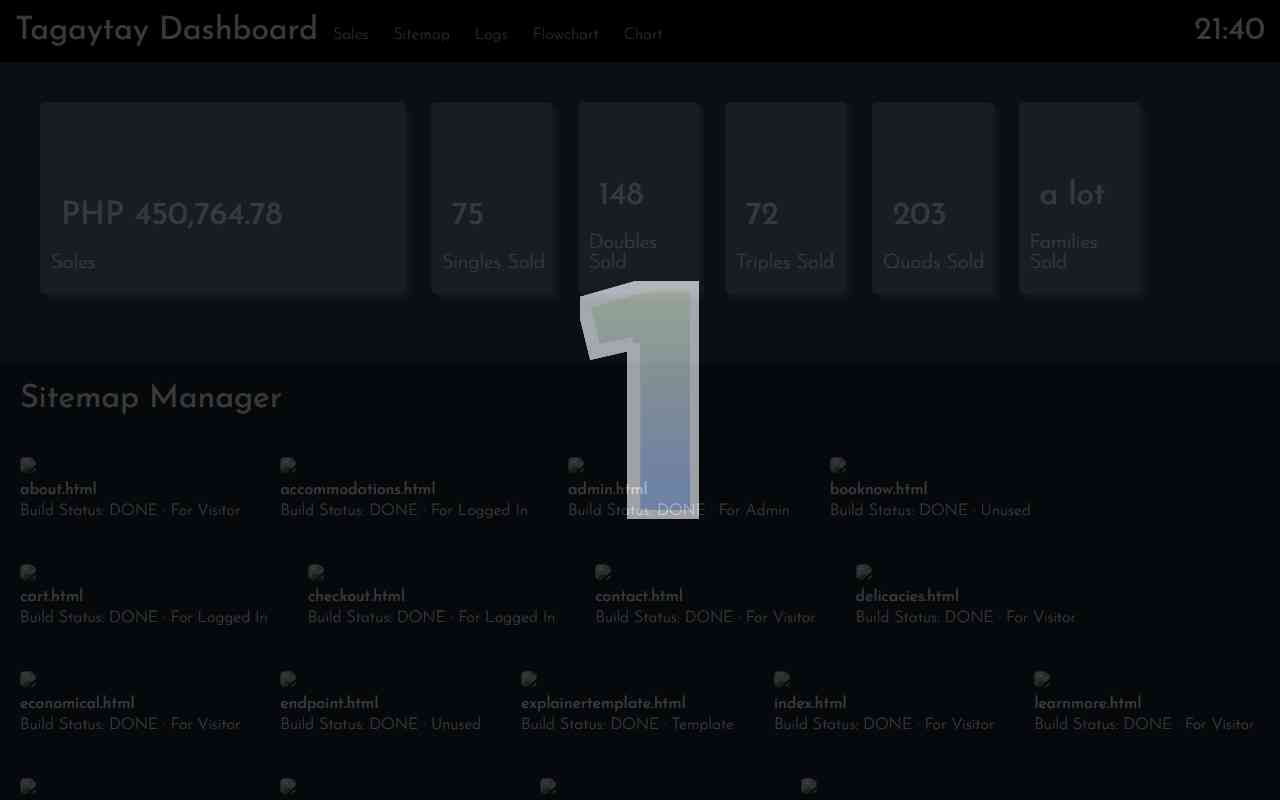 Tagaytay Dashboard Sales Sitemap Logs Flowchart Chart 21:40
PHP 450,764.78
Sales
75
Singles Sold
148
Doubles
Sold
72
Triples Sold
203
Quads Sold
a lot
Families
Sold
1
Sitemap Manager
about.html
Build Status: DONE · For Visitor
accommodations.html
Build Status: DONE · For Logged In
admin.html
Build Status: DONE · For Admin
booknow.html
Build Status: DONE · Unused
cart.html
Build Status: DONE · For Logged In
checkout.html
Build Status: DONE · For Logged In
contact.html
Build Status: DONE · For Visitor
delicacies.html
Build Status: DONE · For Visitor
economical.html
Build Status: DONE · For Visitor
endpoint.html
Build Status: DONE · Unused
explainertemplate.html
Build Status: DONE · Template
index.html
Build Status: DONE · For Visitor
learnmore.html
Build Status: DONE · For Visitor